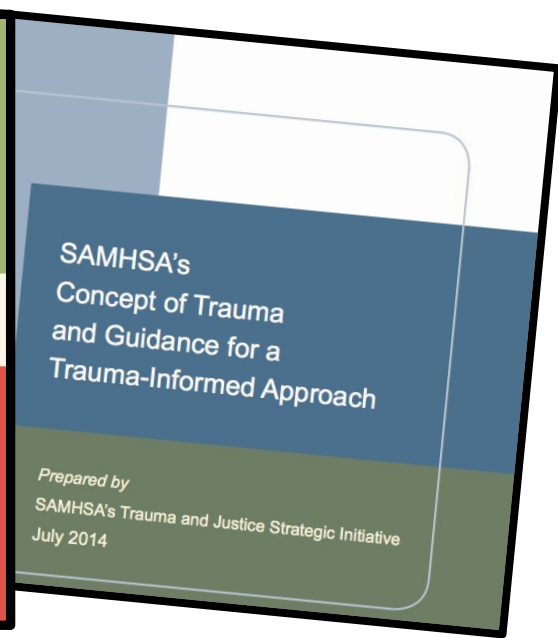 SAMHSA's
Concept of Trauma
and Guidance for a
Trauma-Informed Approach
Prepared by
SAMHSA's Trauma and Justice Strategic Initiative
July 2014